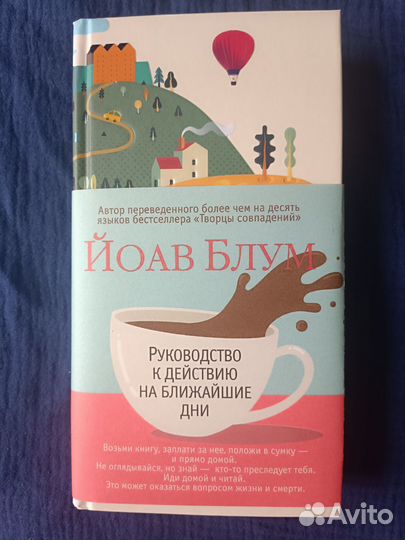 Автор переведенного более чем на десять
языков бестселлера «Творцы совпадений»
Йоав Блум
Руководство
к действию
на ближайшие
дни
Возьми книгу, заплати за нее, положи в сумку —
и прямо домой.
Не оглядывайся, но знай — кто-то преследует тебя.
Иди домой и читай.
Это может оказаться вопросом жизни и смерти.
Avito